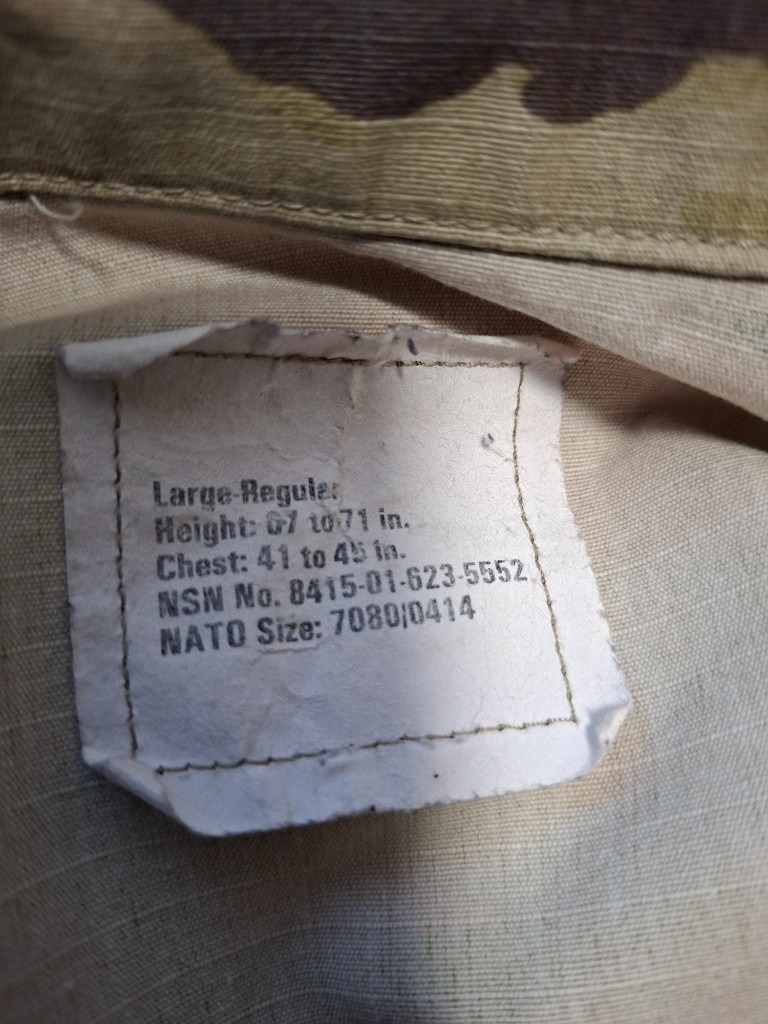 Large-Regular
Height: 67 to 71 in.
Chest: 41 to 45 in.
NSN No. 8415-01-623-5552
NATO Size: 7080/0414